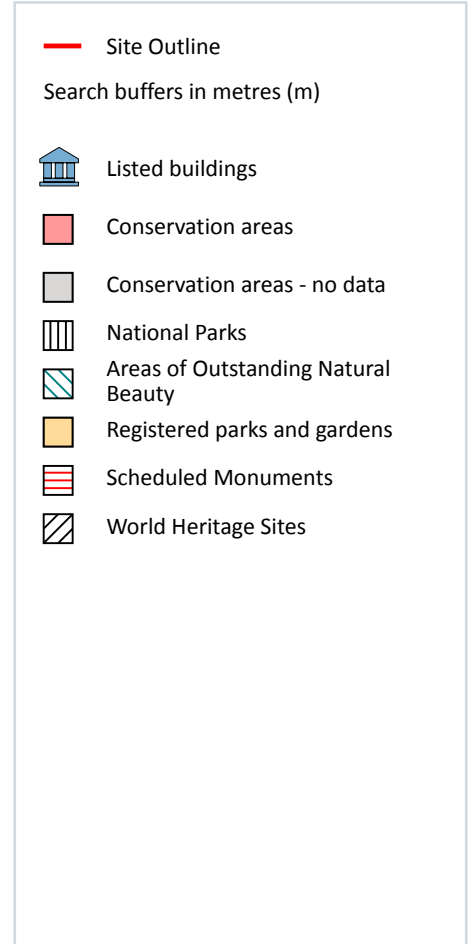 Site Outline
Search buffers in metres (m)
Listed buildings
Conservation areas
Conservation areas - no data
National Parks
Areas of Outstanding Natural
Beauty
Registered parks and gardens
Scheduled Monuments
World Heritage Sites